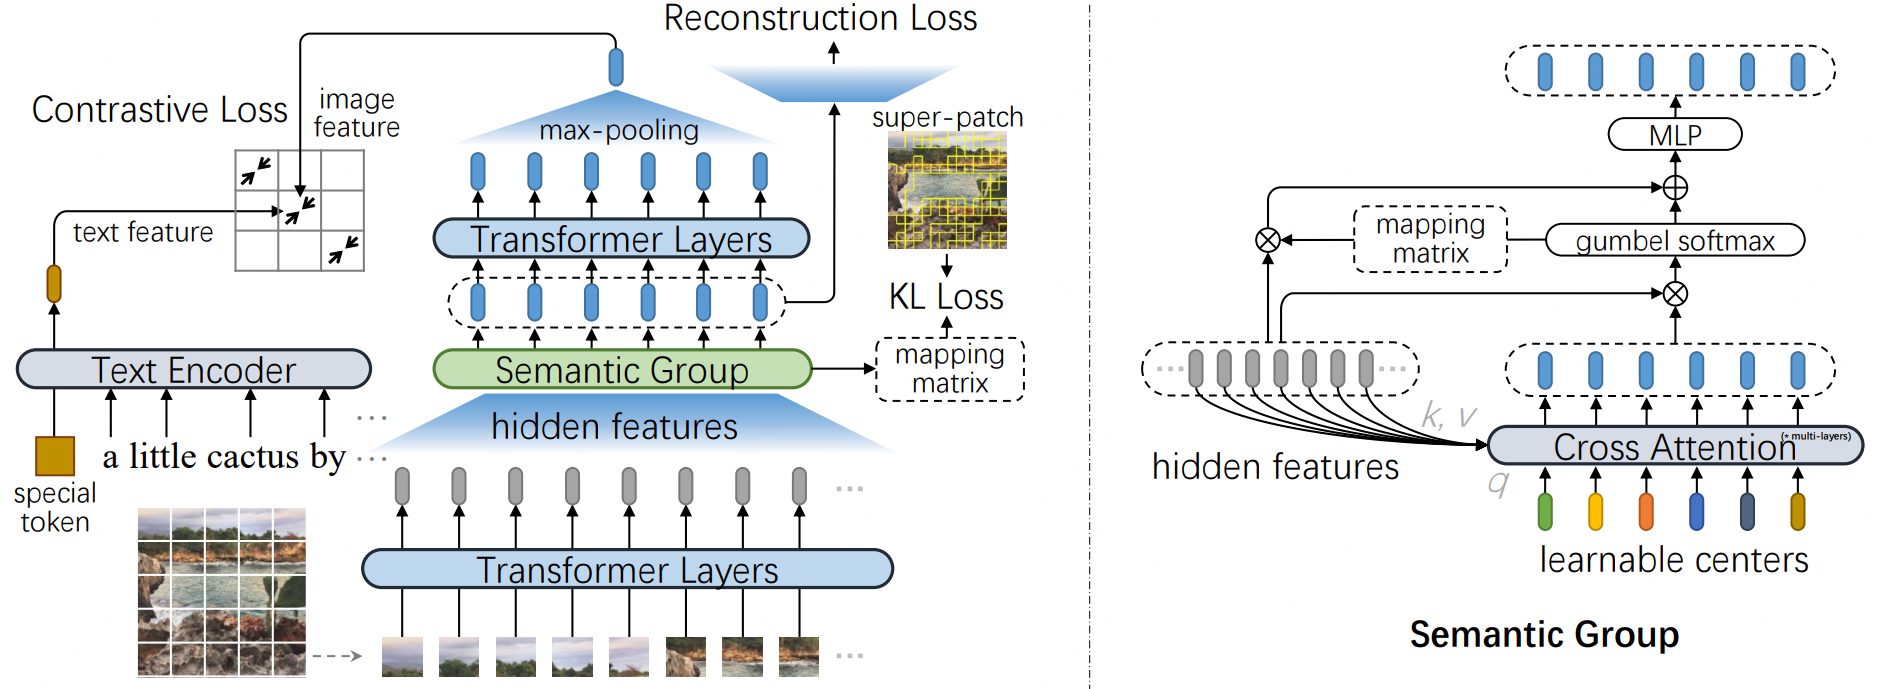 Reconstruction Loss
Contrastive Loss
image
feature
max-pooling
super-patch
text feature
Transformer Layers
KL Loss
Text Encoder
Semantic Group
mapping
matrix
...
hidden features
a little cactus by ...
special
token
...
Transformer Layers
...
MLP
mapping
matrix
gumbel softmax
... ...
k, v
Cross Attention (* multi-layers)
hidden features
q
learnable centers
Semantic Group